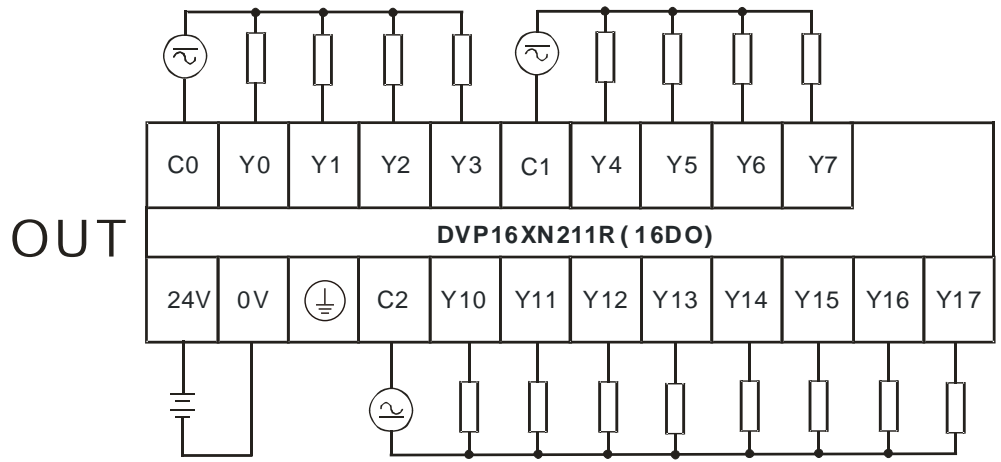 C0 Y0 Y1 Y2 Y3 C1 Y4 Y5 Y6 Y7
OUT
DVP16XN211R (16DO)
24V 0V C2 Y10 Y11 Y12 Y13 Y14 Y15 Y16 Y17